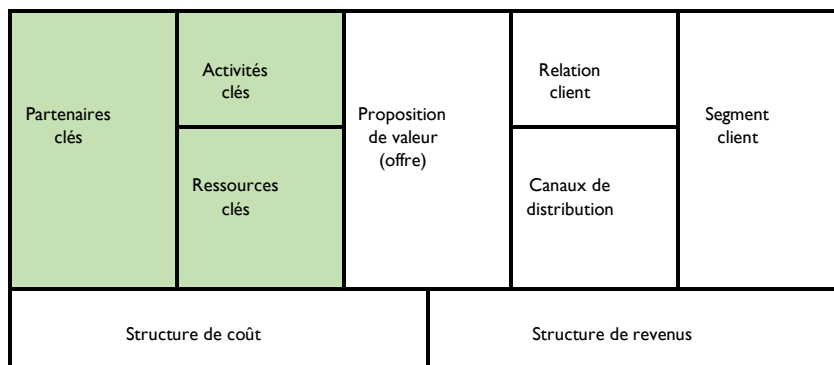 Partenaires
clés
Activités
clés
Ressources
clés
Proposition
de valeur
(offre)
Relation
client
Canaux de
distribution
Segment
client
Structure de coût
Structure de revenus